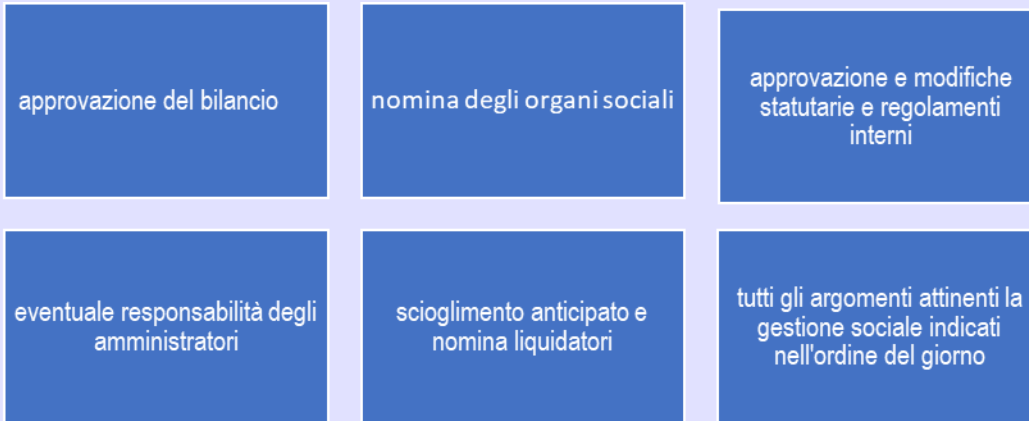 approvazione del bilancio
nomina degli organi sociali
approvazione e modifiche
statutarie e regolamenti
interni
eventuale responsabilità degli
amministratori
scioglimento anticipato e
nomina liquidatori
tutti gli argomenti attinenti la
gestione sociale indicati
nell'ordine del giorno